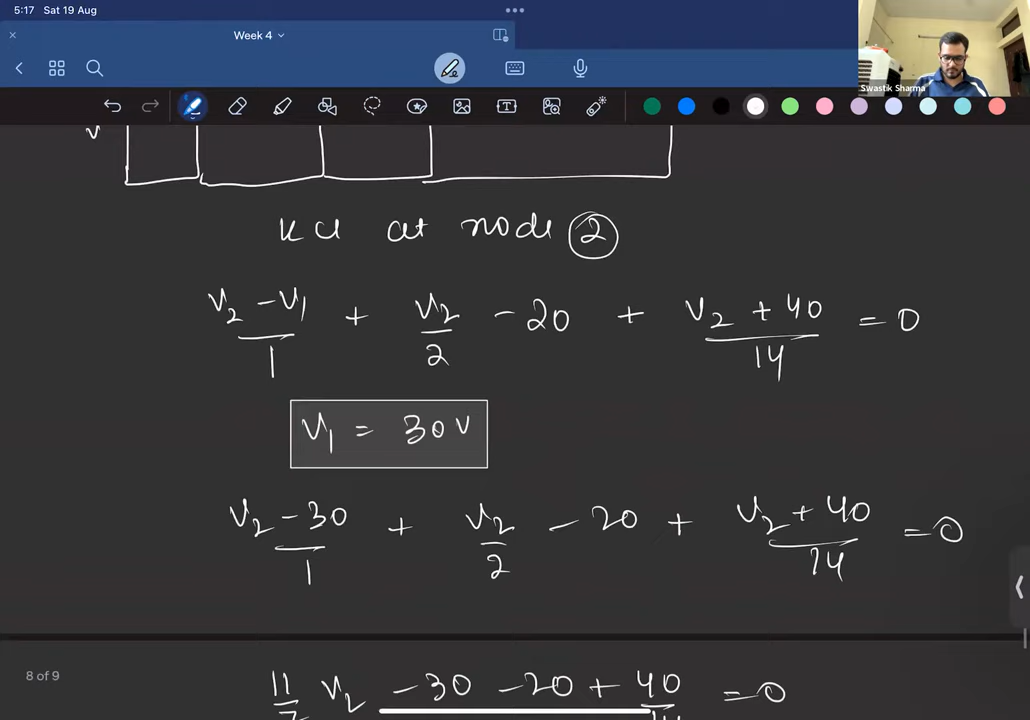 5:17 Sat 19 Aug
Week 4
Swastik Sharma
V
KCl at node 2
V₂ - V₁ / 1 + V₂ / 2 - 20 + V₂ + 40 / 14 = 0
V₁ = 30 V
V₂ - 30 / 1 + V₂ / 2 - 20 + V₂ + 40 / 14 = 0
8 of 9
11 / 7 V₂ - 30 - 20 + 40 / 14 = 0